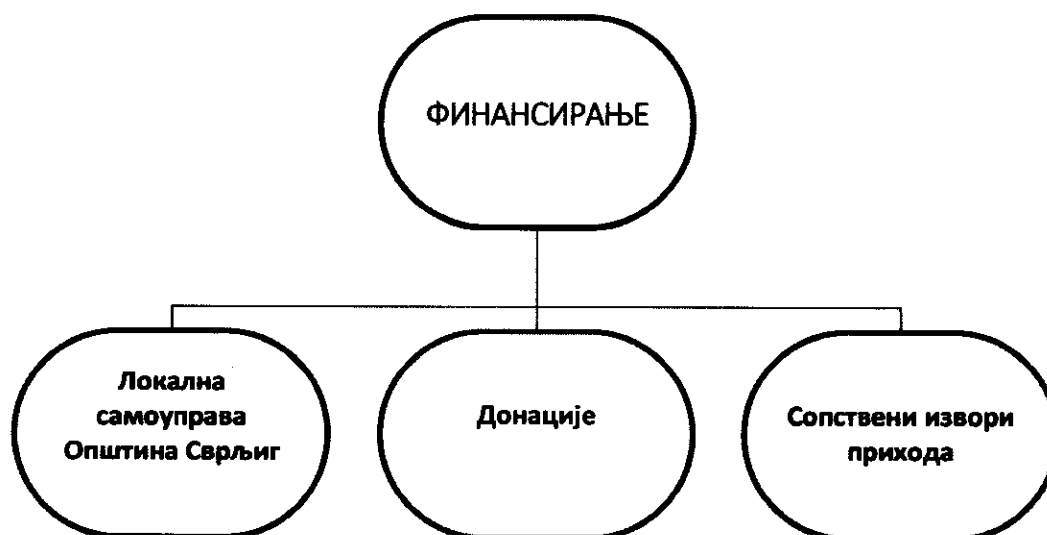 ФИНАНСИРАЊЕ
Локална
самоуправа
Општина Сврљиг
Донације
Сопствени извори
прихода